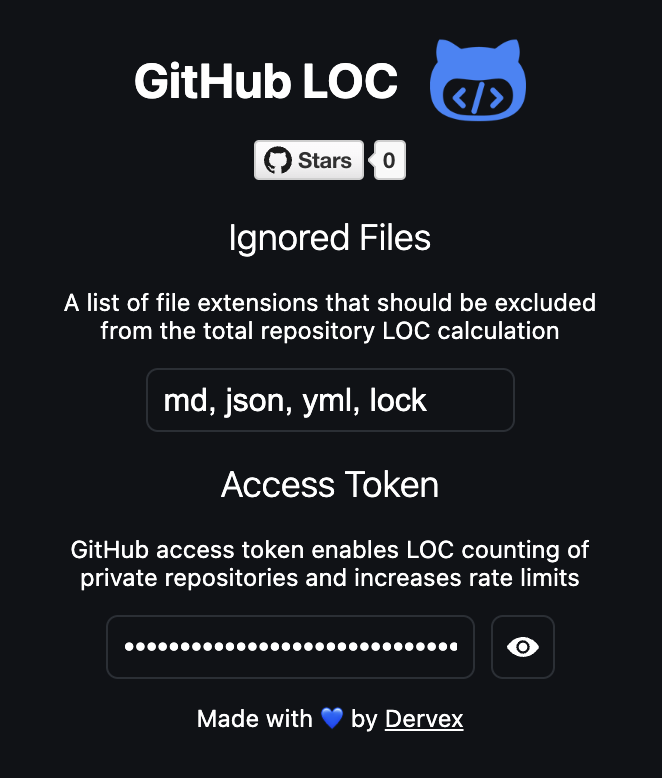 GitHub LOC
Stars 0
Ignored Files
A list of file extensions that should be excluded
from the total repository LOC calculation
md, json, yml, lock
Access Token
GitHub access token enables LOC counting of
private repositories and increases rate limits
••••••••••••••••••••••••••••••
Made with 💙 by Dervex